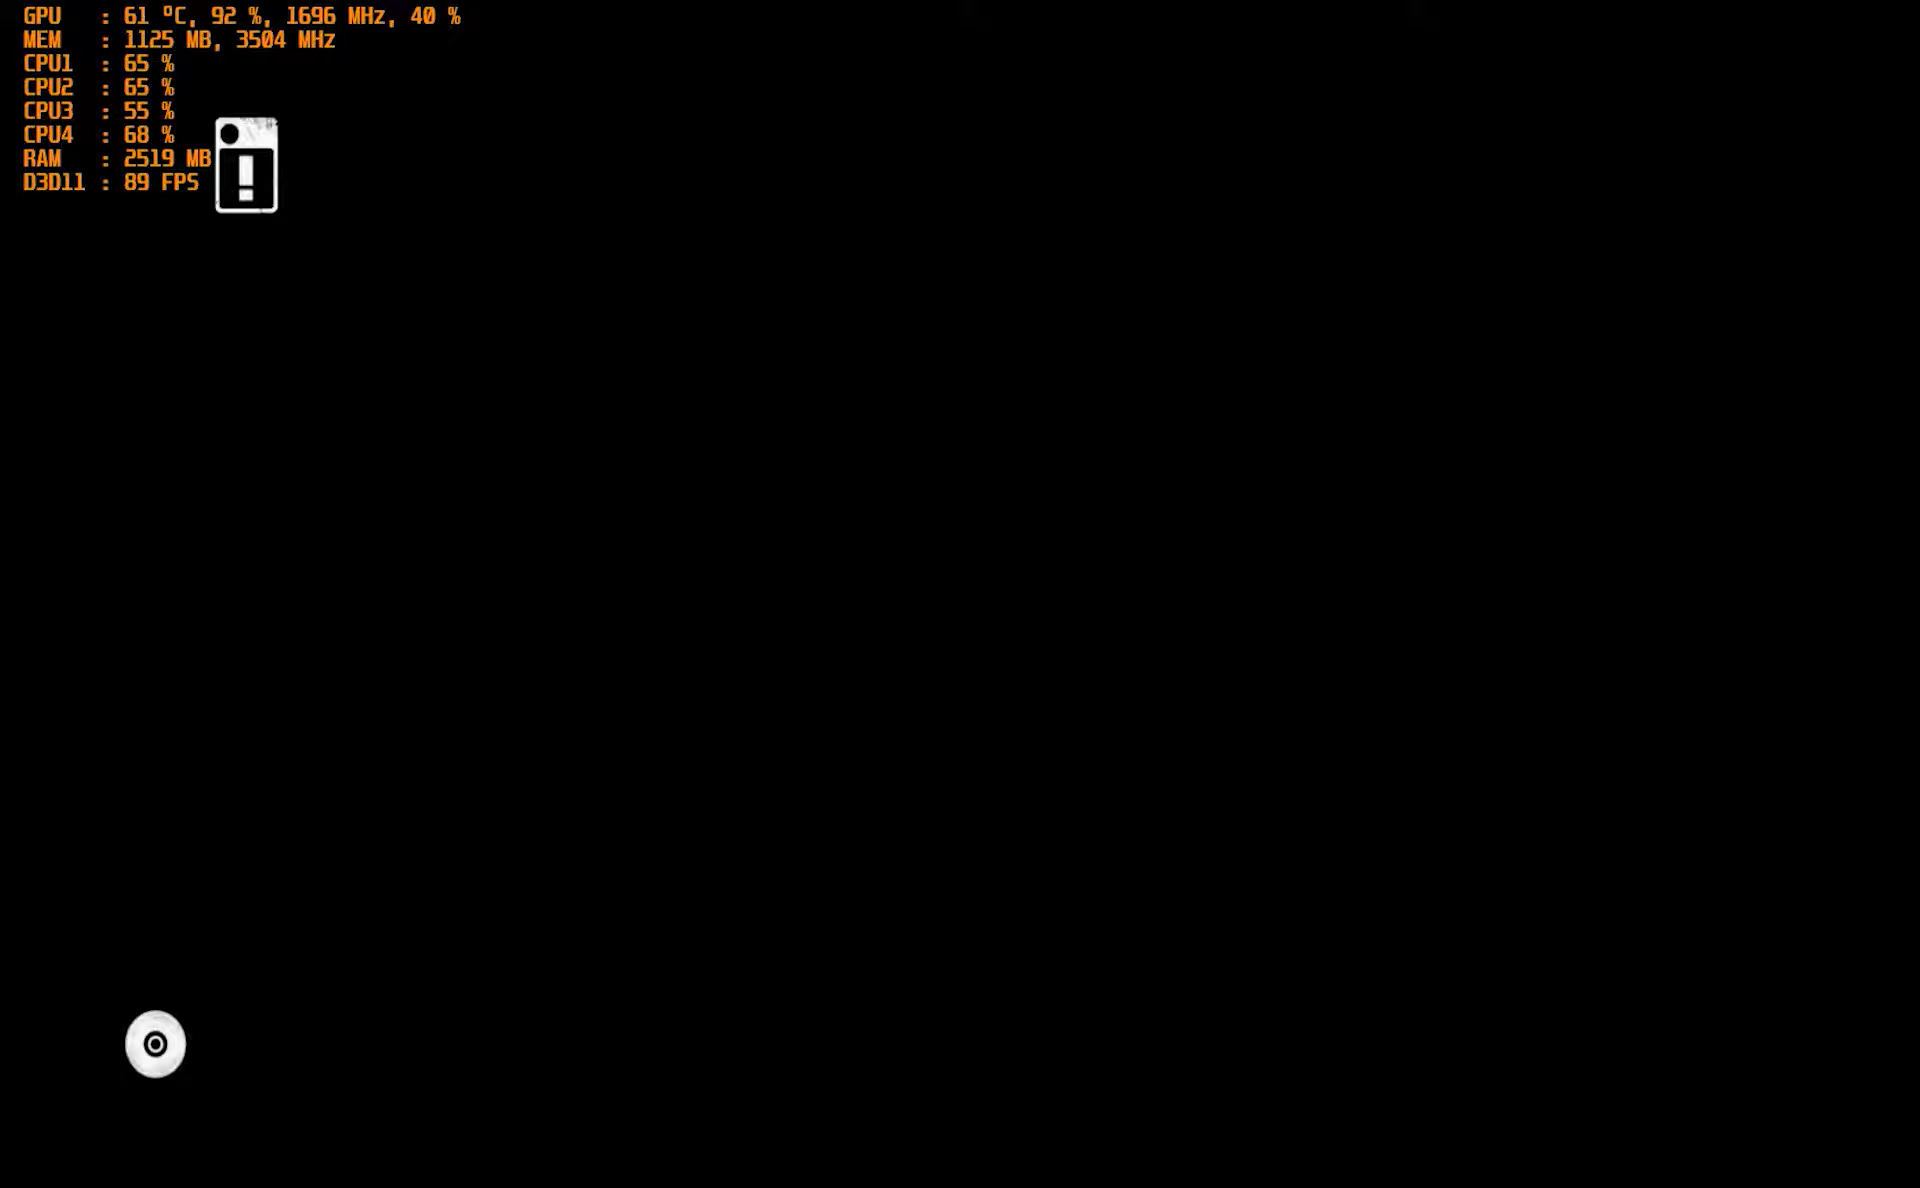 GPU : 61 ºC, 92 %, 1696 MHz, 40 %
MEM : 1125 MB, 3504 MHz
CPU1 : 65 %
CPU2 : 65 %
CPU3 : 55 %
CPU4 : 68 %
RAM : 2519 MB
D3D11 : 89 FPS
!